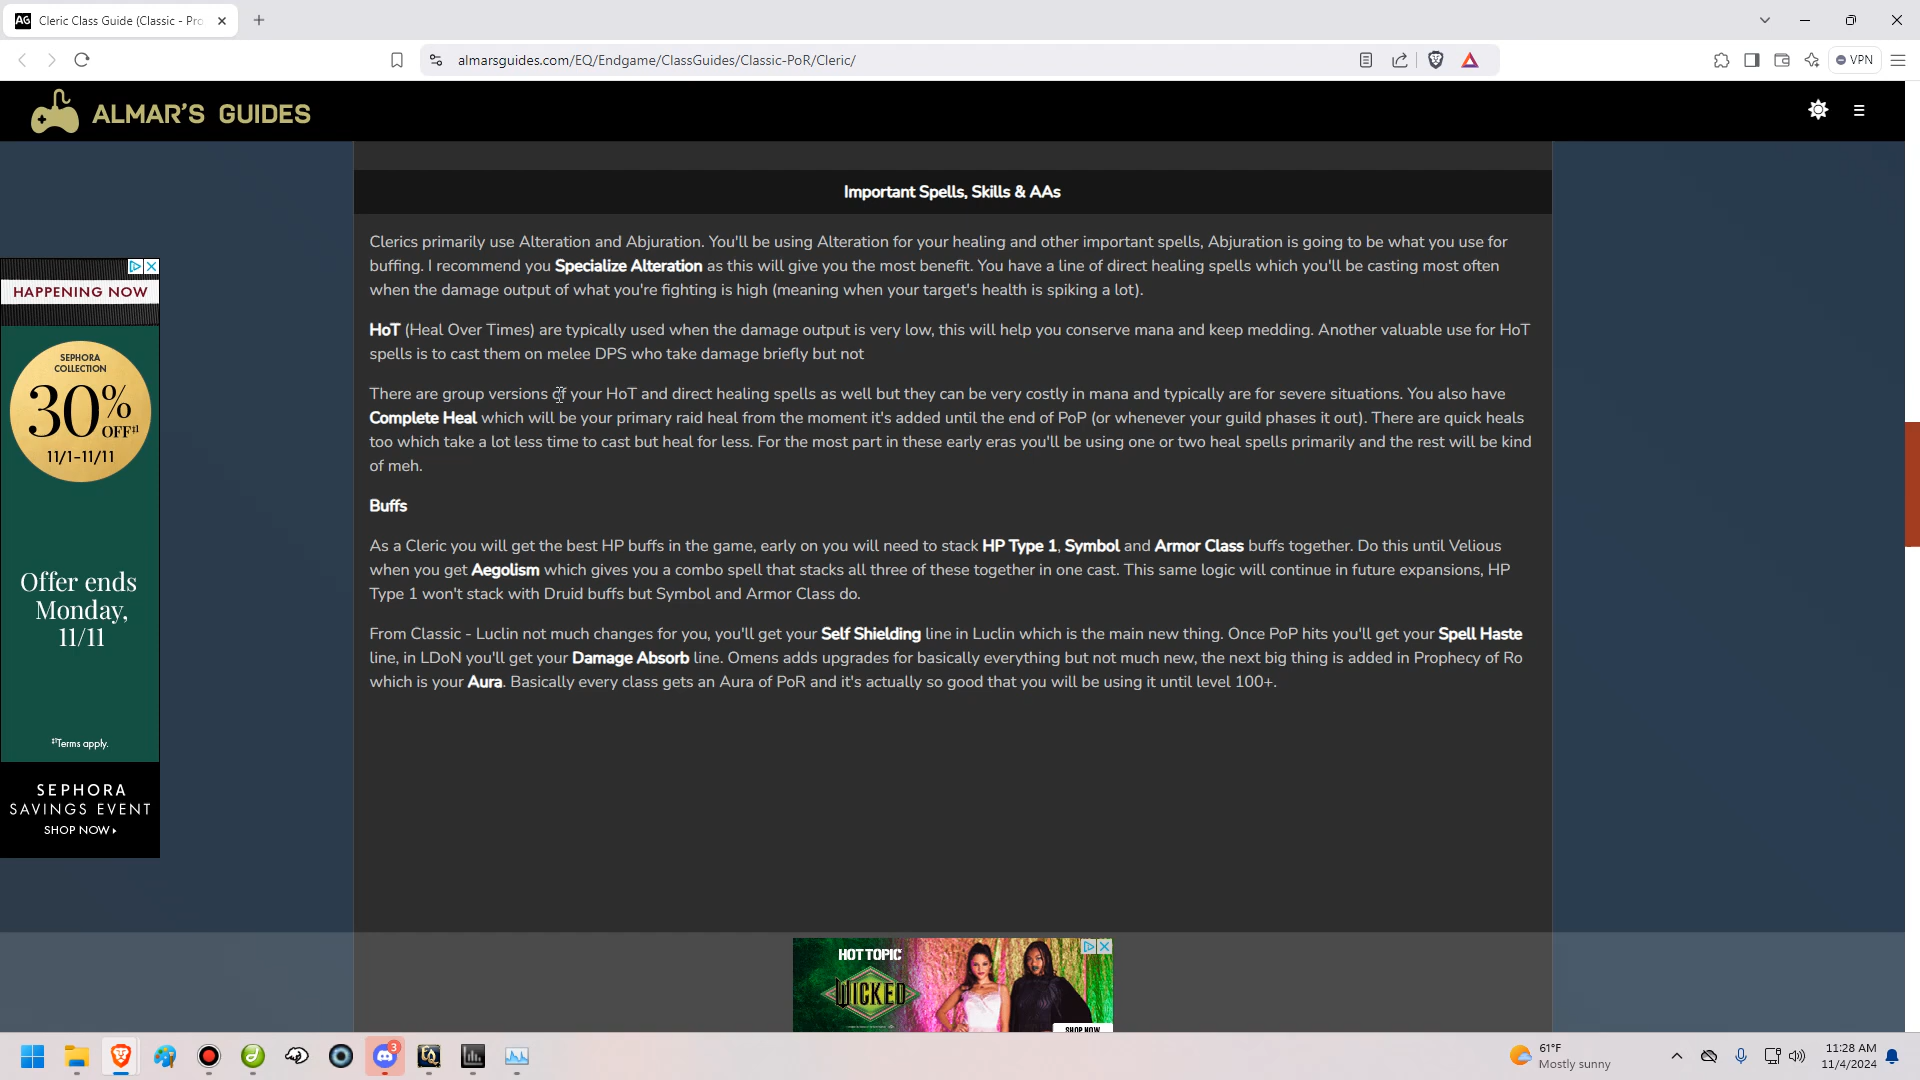 AG Cleric Class Guide (Classic - Pro
almarsguides.com/EQ/Endgame/ClassGuides/Classic-PoR/Cleric/
VPN
ALMAR'S GUIDES
Important Spells, Skills & AAs
Clerics primarily use Alteration and Abjuration. You'll be using Alteration for your healing and other important spells, Abjuration is going to be what you use for
buffing. I recommend you Specialize Alteration as this will give you the most benefit. You have a line of direct healing spells which you'll be casting most often
when the damage output of what you're fighting is high (meaning when your target's health is spiking a lot).
HoT (Heal Over Times) are typically used when the damage output is very low, this will help you conserve mana and keep medding. Another valuable use for HoT
spells is to cast them on melee DPS who take damage briefly but not
There are group versions of your HoT and direct healing spells as well but they can be very costly in mana and typically are for severe situations. You also have
Complete Heal which will be your primary raid heal from the moment it's added until the end of PoP (or whenever your guild phases it out). There are quick heals
too which take a lot less time to cast but heal for less. For the most part in these early eras you'll be using one or two heal spells primarily and the rest will be kind
of meh.
Buffs
As a Cleric you will get the best HP buffs in the game, early on you will need to stack HP Type 1, Symbol and Armor Class buffs together. Do this until Velious
when you get Aegolism which gives you a combo spell that stacks all three of these together in one cast. This same logic will continue in future expansions, HP
Type 1 won't stack with Druid buffs but Symbol and Armor Class do.
From Classic - Luclin not much changes for you, you'll get your Self Shielding line in Luclin which is the main new thing. Once PoP hits you'll get your Spell Haste
line, in LDoN you'll get your Damage Absorb line. Omens adds upgrades for basically everything but not much new, the next big thing is added in Prophecy of Ro
which is your Aura. Basically every class gets an Aura of PoR and it's actually so good that you will be using it until level 100+.
HAPPENING NOW
SEPHORA
COLLECTION
30%
OFF‡¹
11/1–11/11
Offer ends
Monday,
11/11
‡¹Terms apply.
SEPHORA
SAVINGS EVENT
SHOP NOW
HOT TOPIC
WICKED
SHOP NOW
3
EQ
61°F
Mostly sunny
11:28 AM
11/4/2024